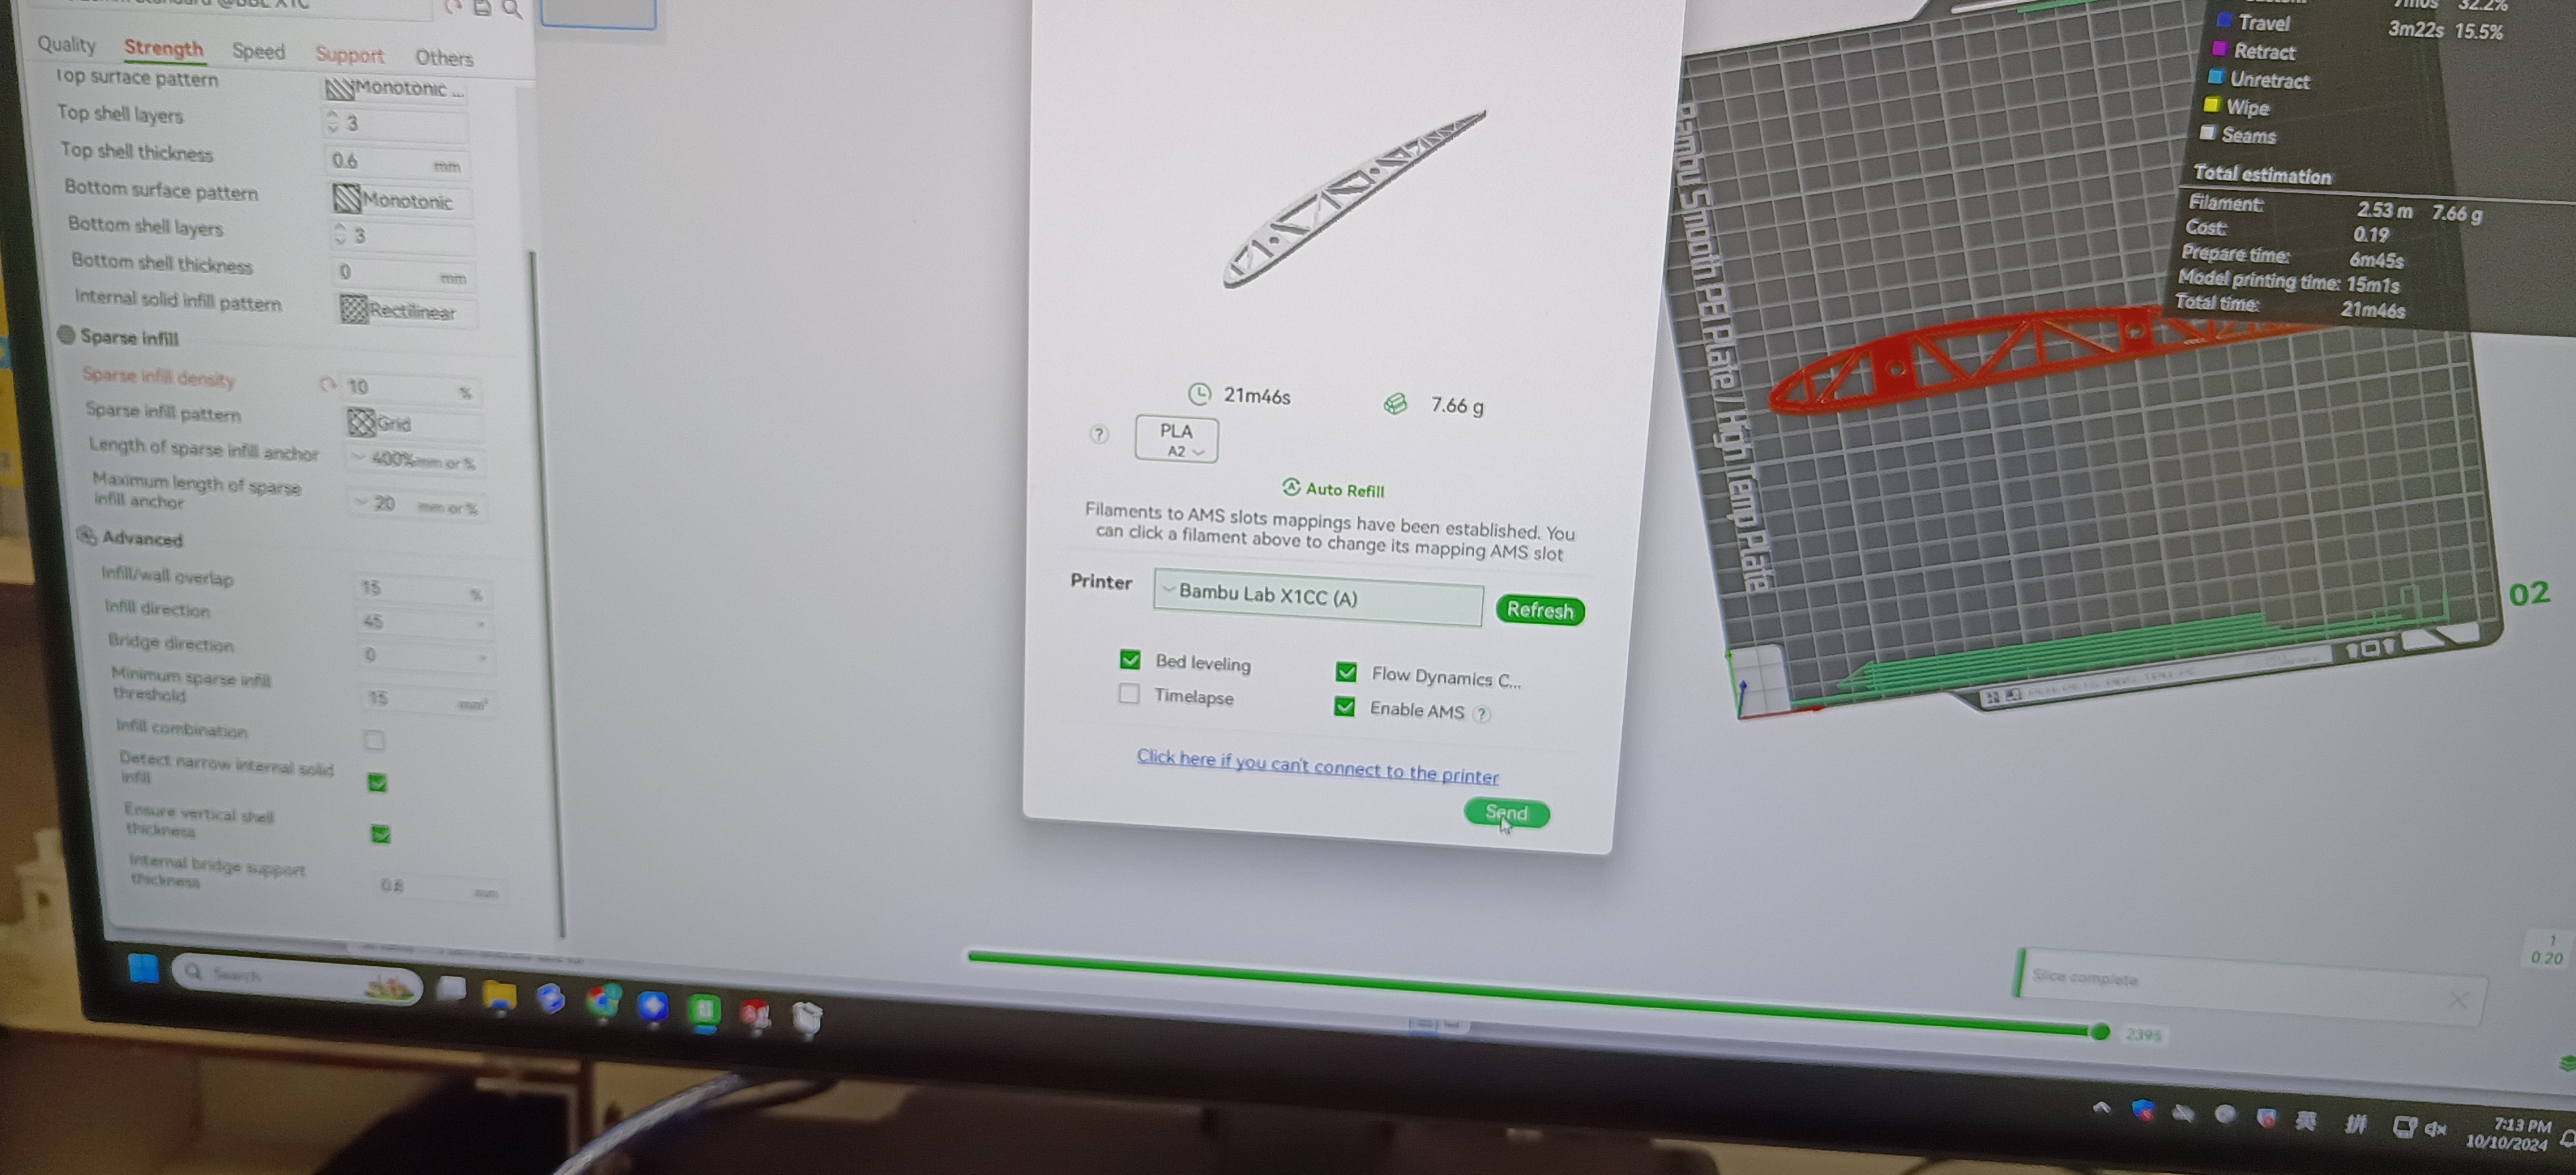 Quality Strength Speed Support Others
Top surface pattern Monotonic ...
Top shell layers 3
Top shell thickness 0.6 mm
Bottom surface pattern Monotonic
Bottom shell layers 3
Bottom shell thickness 0 mm
Internal solid infill pattern Rectilinear
Sparse infill
Sparse infill density 10 %
Sparse infill pattern Grid
Length of sparse infill anchor 400% mm or %
Maximum length of sparse
infill anchor 20 mm or %
Advanced
Infill/wall overlap 15 %
Infill direction 45 °
Bridge direction 0 °
Minimum sparse infill
threshold 15 mm²
Infill combination
Detect narrow internal solid
infill
Ensure vertical shell
thickness
Internal bridge support
thickness 0.8 mm
Search
21m46s 7.66 g
?
PLA
A2
Auto Refill
Filaments to AMS slots mappings have been established. You
can click a filament above to change its mapping AMS slot
Printer Bambu Lab X1CC (A) Refresh
Bed leveling Flow Dynamics C...
Timelapse Enable AMS ?
Click here if you can't connect to the printer
Send
Bambu Smooth PEI Plate / High Temp Plate
7m0s 32.2%
Travel 3m22s 15.5%
Retract
Unretract
Wipe
Seams
Total estimation
Filament: 2.53 m 7.66 g
Cost: 0.19
Prepare time: 6m45s
Model printing time: 15m1s
Total time: 21m46s
02
1
0.20
Slice complete
2395
英 拼
7:13 PM
10/10/2024